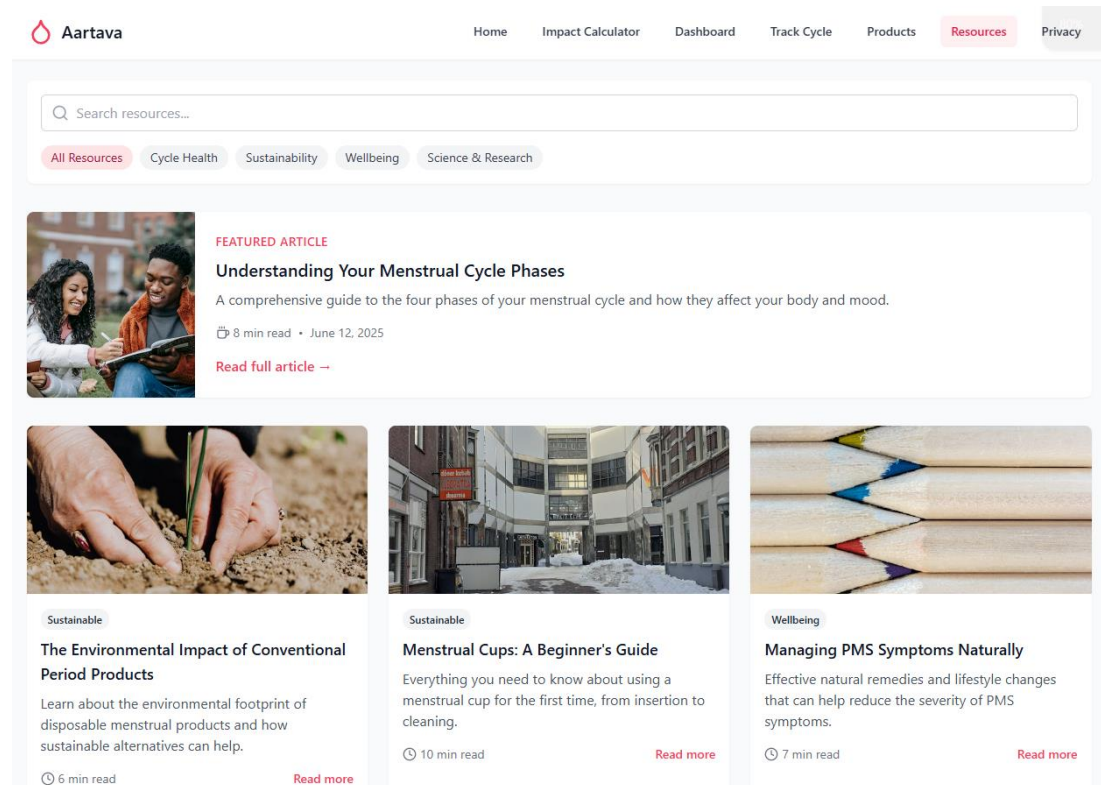 Aartava
Home Impact Calculator Dashboard Track Cycle Products Resources Privacy
Search resources...
All Resources Cycle Health Sustainability Wellbeing Science & Research
FEATURED ARTICLE
Understanding Your Menstrual Cycle Phases
A comprehensive guide to the four phases of your menstrual cycle and how they affect your body and mood.
8 min read • June 12, 2025
Read full article →
Sustainable
The Environmental Impact of Conventional
Period Products
Learn about the environmental footprint of
disposable menstrual products and how
sustainable alternatives can help.
6 min read Read more
Sustainable
Menstrual Cups: A Beginner's Guide
Everything you need to know about using a
menstrual cup for the first time, from insertion to
cleaning.
10 min read Read more
Wellbeing
Managing PMS Symptoms Naturally
Effective natural remedies and lifestyle changes
that can help reduce the severity of PMS
symptoms.
7 min read Read more